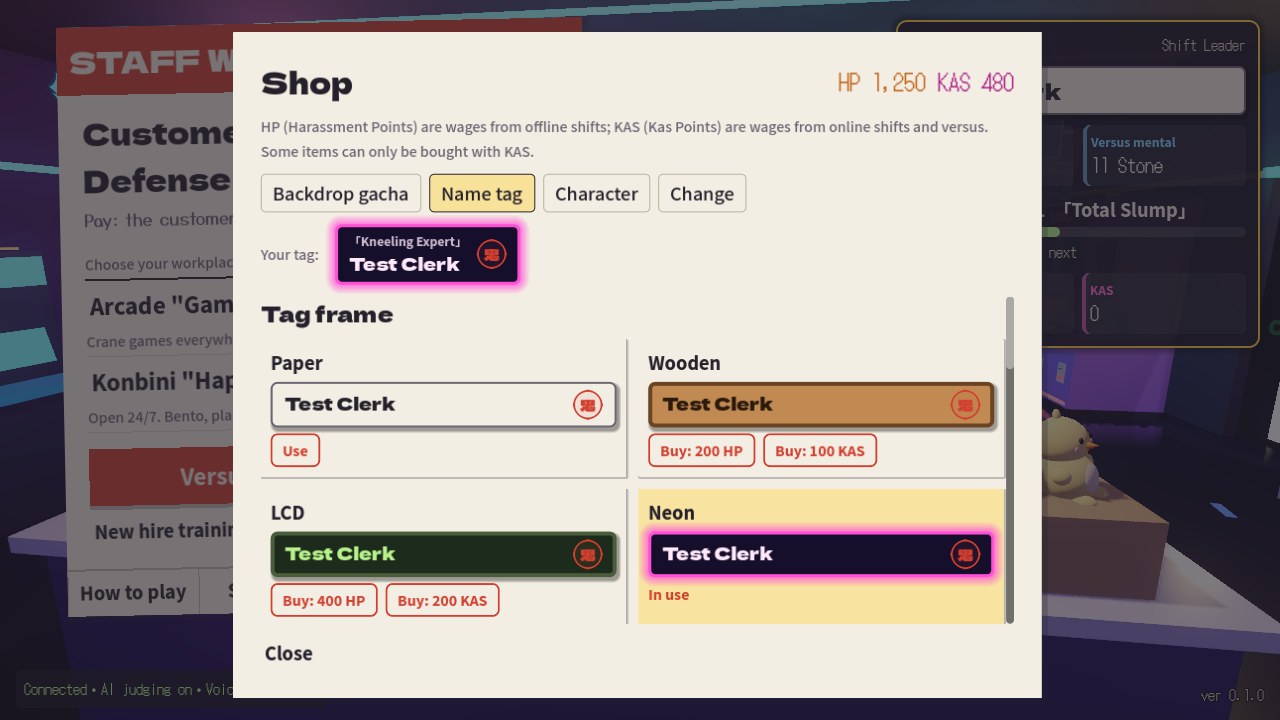 STAFF W
Custome
Defense
Pay: the customer
Choose your workplac
Arcade "Gam
Crane games everywh
Konbini "Hap
Open 24/7. Bento, pla
Versu
New hire trainin
How to play
S
Connected • AI judging on • Voic
Shop
HP 1,250 KAS 480
HP (Harassment Points) are wages from offline shifts; KAS (Kas Points) are wages from online shifts and versus.
Some items can only be bought with KAS.
Backdrop gacha
Name tag
Character
Change
Your tag:
「Kneeling Expert」
Test Clerk
Tag frame
Paper
Test Clerk
Use
Wooden
Test Clerk
Buy: 200 HP
Buy: 100 KAS
LCD
Test Clerk
Buy: 400 HP
Buy: 200 KAS
Neon
Test Clerk
In use
Close
Shift Leader
rk
Versus mental
11 Stone
「Total Slump」
next
KAS
0
ver 0.1.0